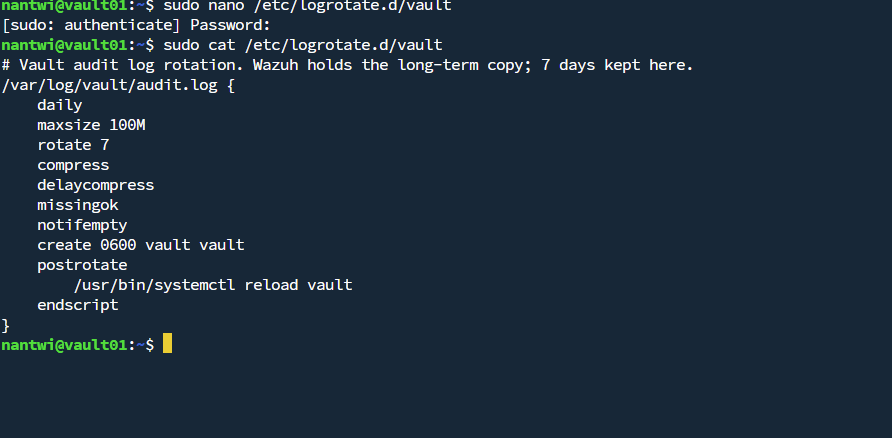 nantwi@vault01:~$ sudo nano /etc/logrotate.d/vault
[sudo: authenticate] Password:
nantwi@vault01:~$ sudo cat /etc/logrotate.d/vault
# Vault audit log rotation. Wazuh holds the long-term copy; 7 days kept here.
/var/log/vault/audit.log {
    daily
    maxsize 100M
    rotate 7
    compress
    delaycompress
    missingok
    notifempty
    create 0600 vault vault
    postrotate
        /usr/bin/systemctl reload vault
    endscript
}
nantwi@vault01:~$